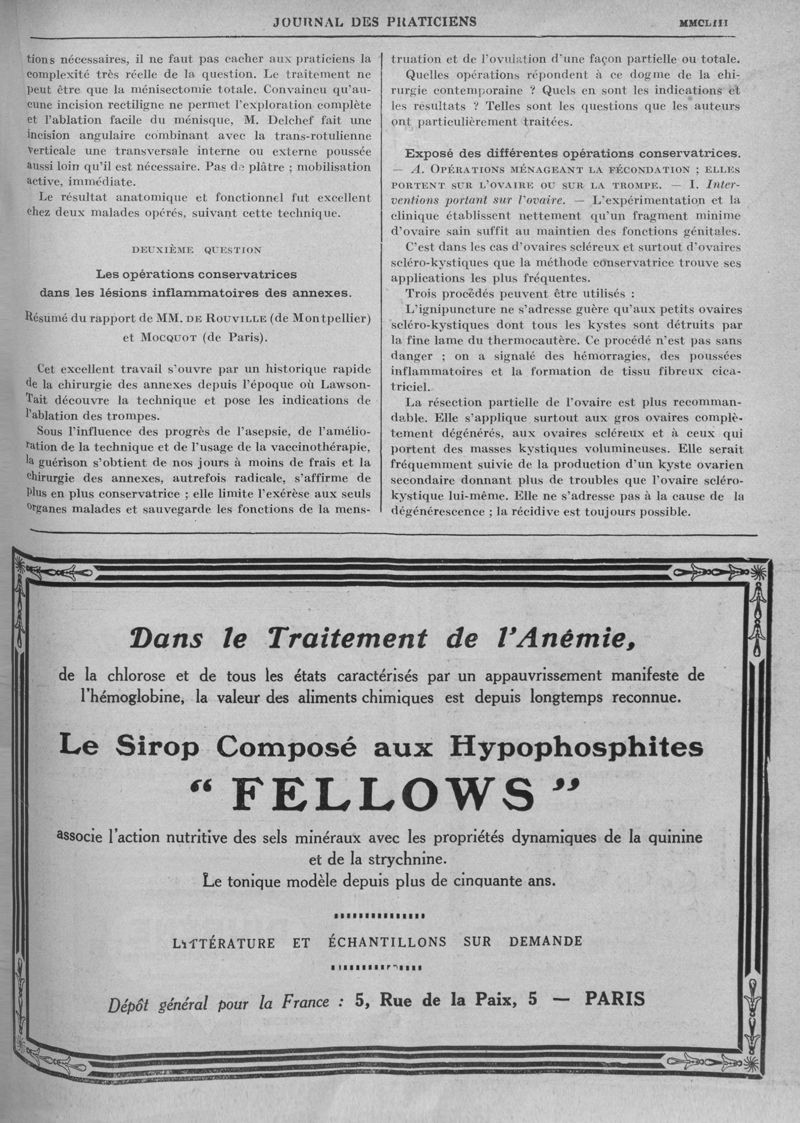 JOURNAL DES PRATICIENS
MMCLIII
tions nécessaires, il ne faut pas cacher aux praticiens la
complexité très réelle de la question. Le traitement ne
peut être que la ménisectomie totale. Convaincu qu'au-
cune incision rectiligne ne permet l'exploration complète
et l'ablation facile du ménisque, M. Delchef fait une
incision angulaire combinant avec la trans-rotulienne
verticale une transversale interne ou externe poussée
aussi loin qu'il est nécessaire. Pas de plâtre ; mobilisation
active, immédiate.
Le résultat anatomique et fonctionnel fut excellent
chez deux malades opérés, suivant cette technique.
DEUXIÈME QUESTION
Les opérations conservatrices
dans les lésions inflammatoires des annexes.
Résumé du rapport de MM. DE ROUVILLE (de Montpellier)
et MOCQUOT (de Paris).
Cet excellent travail s'ouvre par un historique rapide
de la chirurgie des annexes depuis l'époque où Lawson-
Tait découvre la technique et pose les indications de
l'ablation des trompes.
Sous l'influence des progrès de l'asepsie, de l'amélio-
ration de la technique et de l'usage de la vaccinothérapie,
la guérison s'obtient de nos jours à moins de frais et la
chirurgie des annexes, autrefois radicale, s'affirme de
plus en plus conservatrice ; elle limite l'exérèse aux seuls
organes malades et sauvegarde les fonctions de la mens-
truation et de l'ovulation d'une façon partielle ou totale.
Quelles opérations répondent à ce dogme de la chi-
rurgie contemporaine ? Quels en sont les indications et
les résultats ? Telles sont les questions que les auteurs
ont particulièrement traitées.
Exposé des différentes opérations conservatrices.
— A. OPÉRATIONS MÉNAGEANT LA FÉCONDATION ; ELLES
PORTENT SUR L'OVAIRE OU SUR LA TROMPE. — I. Inter-
ventions portant sur l'ovaire. — L'expérimentation et la
clinique établissent nettement qu'un fragment minime
d'ovaire sain suffit au maintien des fonctions génitales.
C'est dans les cas d'ovaires scléreux et surtout d'ovaires
scléro-kystiques que la méthode conservatrice trouve ses
applications les plus fréquentes.
Trois procédés peuvent être utilisés :
L'ignipuncture ne s'adresse guère qu'aux petits ovaires
scléro-kystiques dont tous les kystes sont détruits par
la fine lame du thermocautère. Ce procédé n'est pas sans
danger ; on a signalé des hémorragies, des poussées
inflammatoires et la formation de tissu fibreux cica-
triciel.
La résection partielle de l'ovaire est plus recomman-
dable. Elle s'applique surtout aux gros ovaires complè-
tement dégénérés, aux ovaires scléreux et à ceux qui
portent des masses kystiques volumineuses. Elle serait
fréquemment suivie de la production d'un kyste ovarien
secondaire donnant plus de troubles que l'ovaire scléro-
kystique lui-même. Elle ne s'adresse pas à la cause de la
dégénérescence ; la récidive est toujours possible.
Dans le Traitement de l'Anémie,
de la chlorose et de tous les états caractérisés par un appauvrissement manifeste de
l'hémoglobine, la valeur des aliments chimiques est depuis longtemps reconnue.
Le Sirop Composé aux Hypophosphites
“ FELLOWS ”
associe l'action nutritive des sels minéraux avec les propriétés dynamiques de la quinine
et de la strychnine.
Le tonique modèle depuis plus de cinquante ans.
LITTÉRATURE ET ÉCHANTILLONS SUR DEMANDE
Dépôt général pour la France : 5, Rue de la Paix, 5 — PARIS